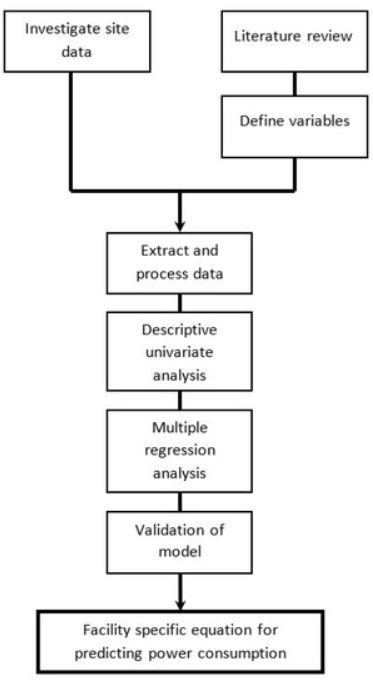 Investigate site
data
Literature review
Define variables
Extract and
process data
Descriptive
univariate
analysis
Multiple
regression
analysis
Validation of
model
Facility specific equation for
predicting power consumption